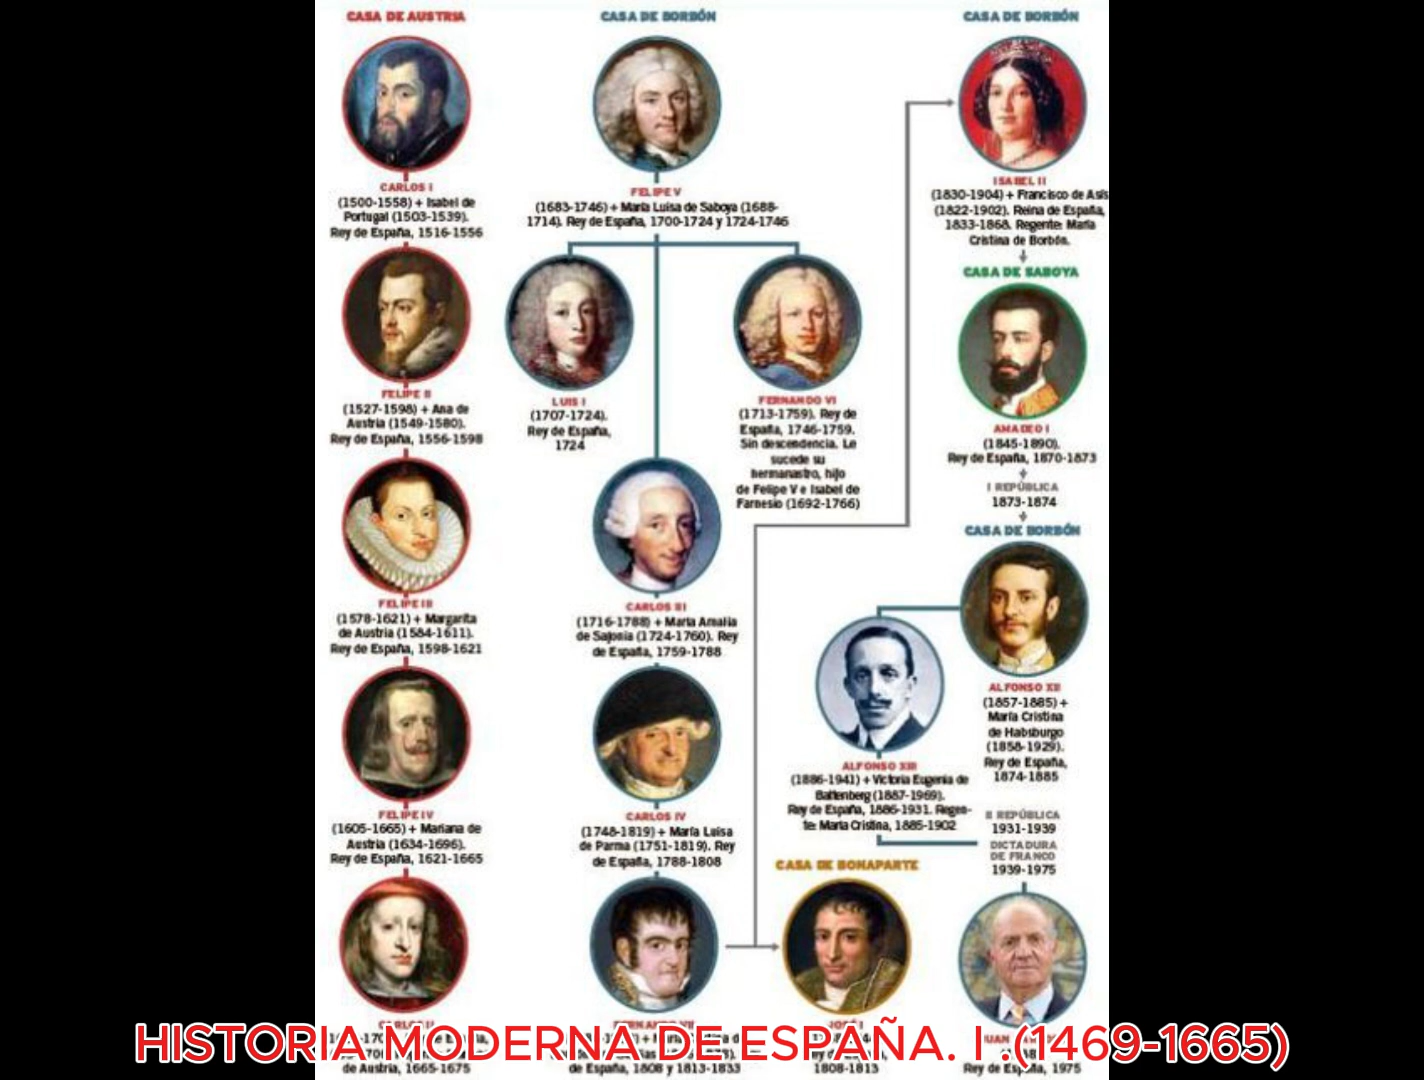 CASA DE AUSTRIA
CARLOS I
(1500-1558) + Isabel de
Portugal (1503-1539).
Rey de España, 1516-1556
FELIPE II
(1527-1598) + Ana de
Austria (1549-1580).
Rey de España, 1556-1598
FELIPE III
(1578-1621) + Margarita
de Austria (1584-1611).
Rey de España, 1598-1621
FELIPE IV
(1605-1665) + Mariana de
Austria (1634-1696).
Rey de España, 1621-1665
CARLOS II
de Austria, 1665-1675
CASA DE BORBÓN
FELIPE V
(1683-1746) + María Luisa de Saboya (1688-
1714). Rey de España, 1700-1724 y 1724-1746
LUIS I
(1707-1724).
Rey de España,
1724
FERNANDO VI
(1713-1759). Rey de
España, 1746-1759.
Sin descendencia. Le
sucede su
hermanastro, hijo
de Felipe V e Isabel de
Farnesio (1692-1766)
CARLOS III
(1716-1788) + María Amalia
de Sajonia (1724-1760). Rey
de España, 1759-1788
CARLOS IV
(1748-1819) + María Luisa
de Parma (1751-1819). Rey
de España, 1788-1808
FERNANDO VII
de España, 1808 y 1813-1833
CASA DE BONAPARTE
JOSÉ I
1808-1813
CASA DE BORBÓN
ISABEL II
(1830-1904) + Francisco de Asís
(1822-1902). Reina de España,
1833-1868. Regente: María
Cristina de Borbón.
CASA DE SABOYA
AMADEO I
(1845-1890).
Rey de España, 1870-1873
I REPÚBLICA
1873-1874
CASA DE BORBÓN
ALFONSO XII
(1857-1885) +
María Cristina
de Habsburgo
(1858-1929).
Rey de España,
1874-1885
ALFONSO XIII
(1886-1941) + Victoria Eugenia de
Battenberg (1887-1969).
Rey de España, 1886-1931. Regen-
te: María Cristina, 1885-1902
II REPÚBLICA
1931-1939
DICTADURA
DE FRANCO
1939-1975
JUAN
Rey de España, 1975
HISTORIA MODERNA DE ESPAÑA. I .(1469-1665)